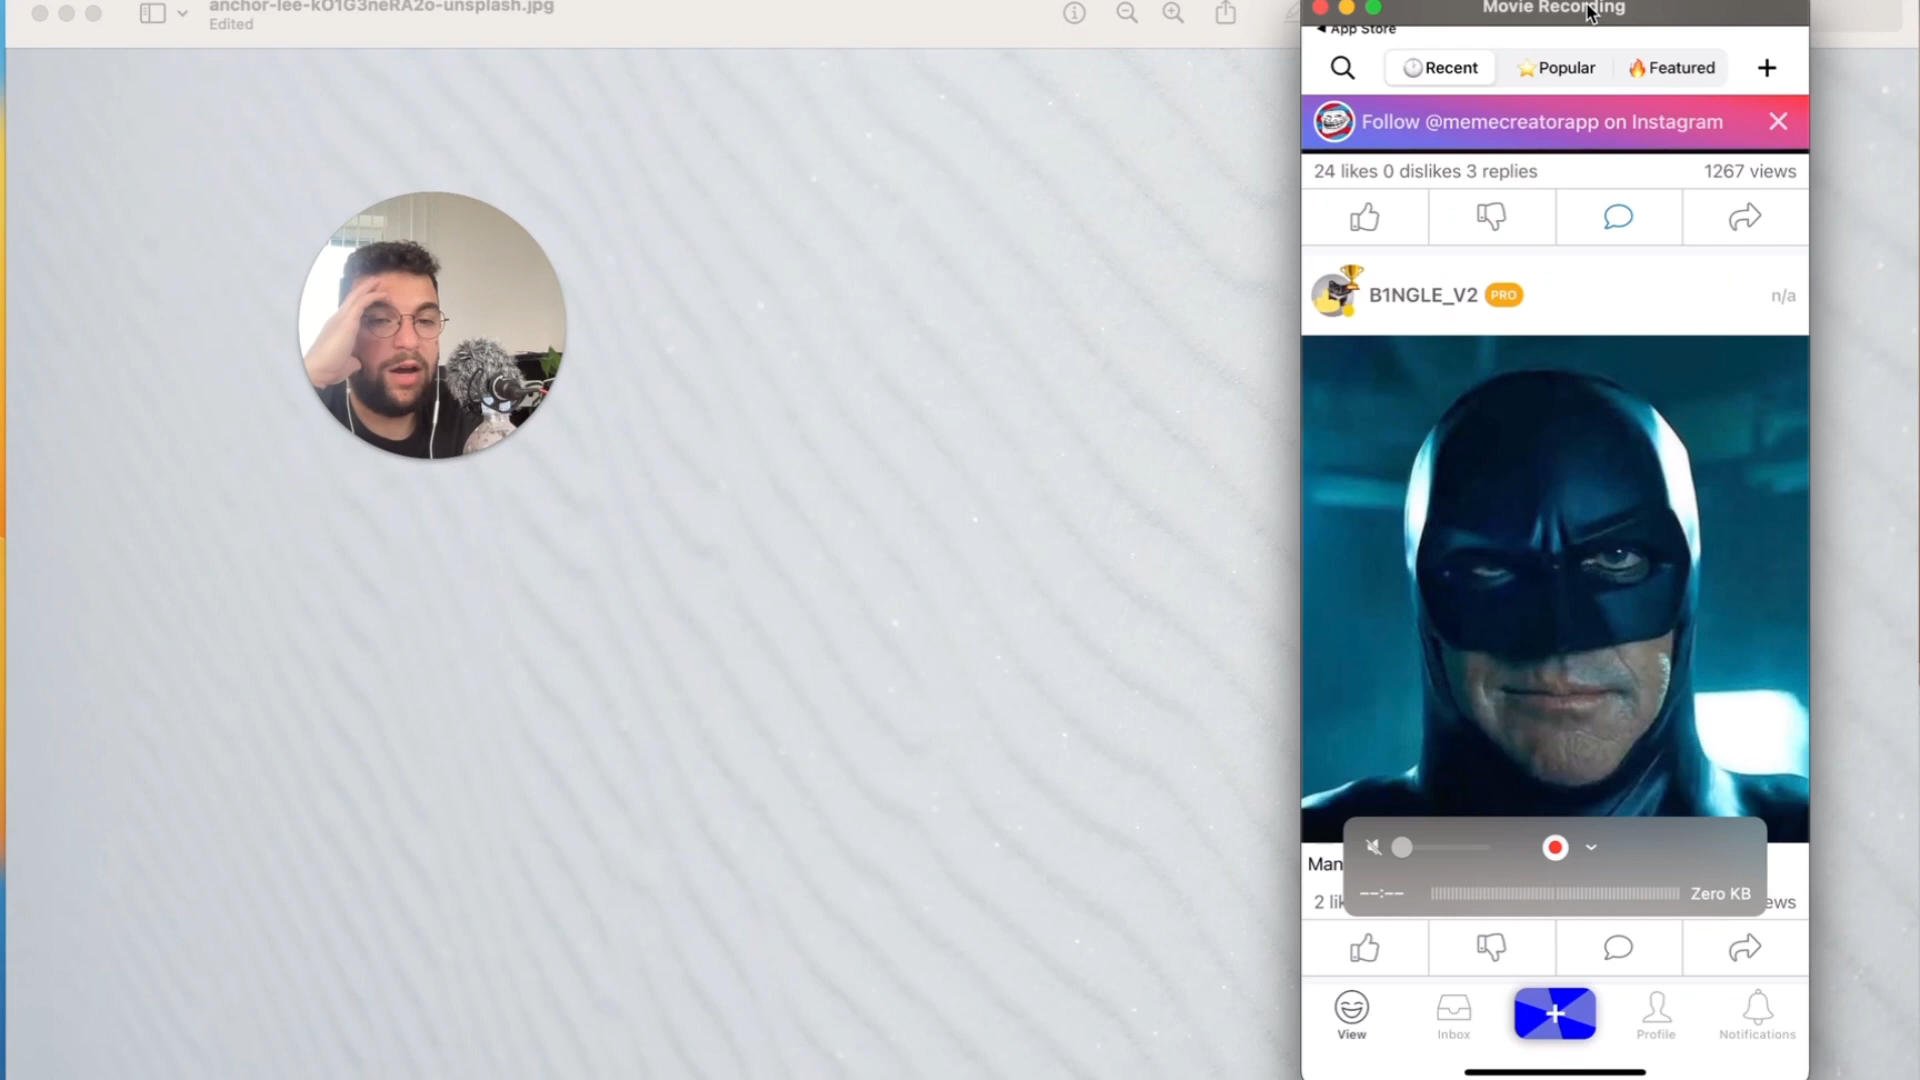 anchor-lee-kO1G3neRA2o-unsplash.jpg
Edited
Movie Recording
App Store
Recent
Popular
Featured
Follow @memecreatorapp on Instagram
24 likes 0 dislikes 3 replies
1267 views
B1NGLE_V2
PRO
n/a
Man
--:--
Zero KB
View
Inbox
Profile
Notifications